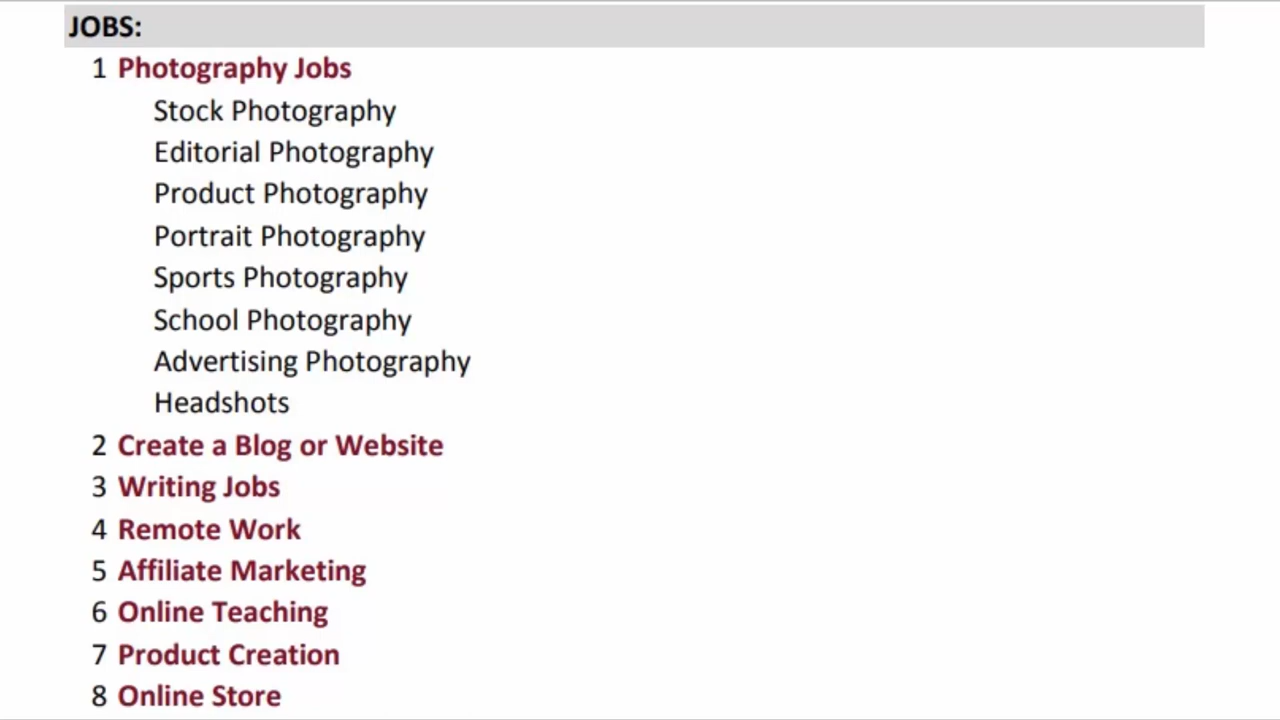 JOBS:
1 Photography Jobs
Stock Photography
Editorial Photography
Product Photography
Portrait Photography
Sports Photography
School Photography
Advertising Photography
Headshots
2 Create a Blog or Website
3 Writing Jobs
4 Remote Work
5 Affiliate Marketing
6 Online Teaching
7 Product Creation
8 Online Store